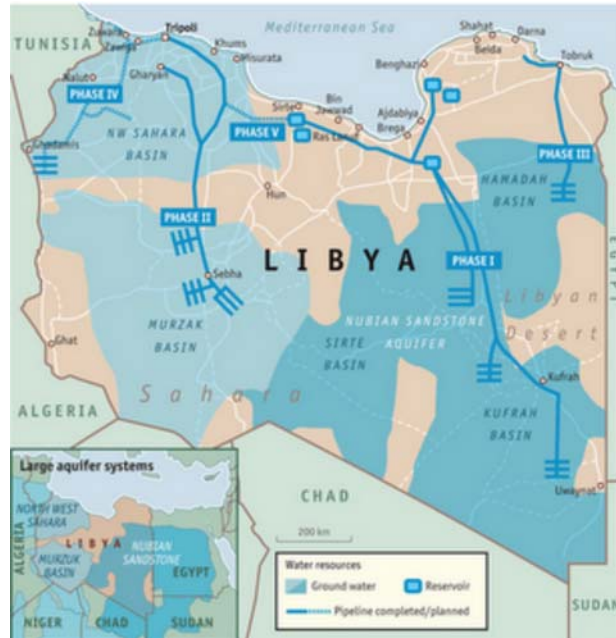 Mediterranean Sea
TUNISIA
Zuwara
Zawiya
Tripoli
Khums
Misurata
Gharyan
Nalut
PHASE IV
Ghadamis
NW SAHARA
BASIN
PHASE V
Sirte
Bin
Jawwad
Ras Lanuf
Ajdabiya
Brega
Benghazi
Shahat
Beida
Darna
Tobruk
PHASE III
HAMADAH
BASIN
Hun
PHASE II
Sebha
LIBYA
PHASE I
MURZAK
BASIN
Ghat
Sahara
NUBIAN SANDSTONE
AQUIFER
SIRTE
BASIN
Libyan
Desert
Kufrah
KUFRAH
BASIN
Uwaynat
ALGERIA
CHAD
SUDAN
200 km
Water resources
Ground water
Reservoir
Pipeline completed/planned
Large aquifer systems
ALGERIA
NORTH WEST
SAHARA
LIBYA
MURZUK
BASIN
NUBIAN
SANDSTONE
EGYPT
NIGER
CHAD
SUDAN